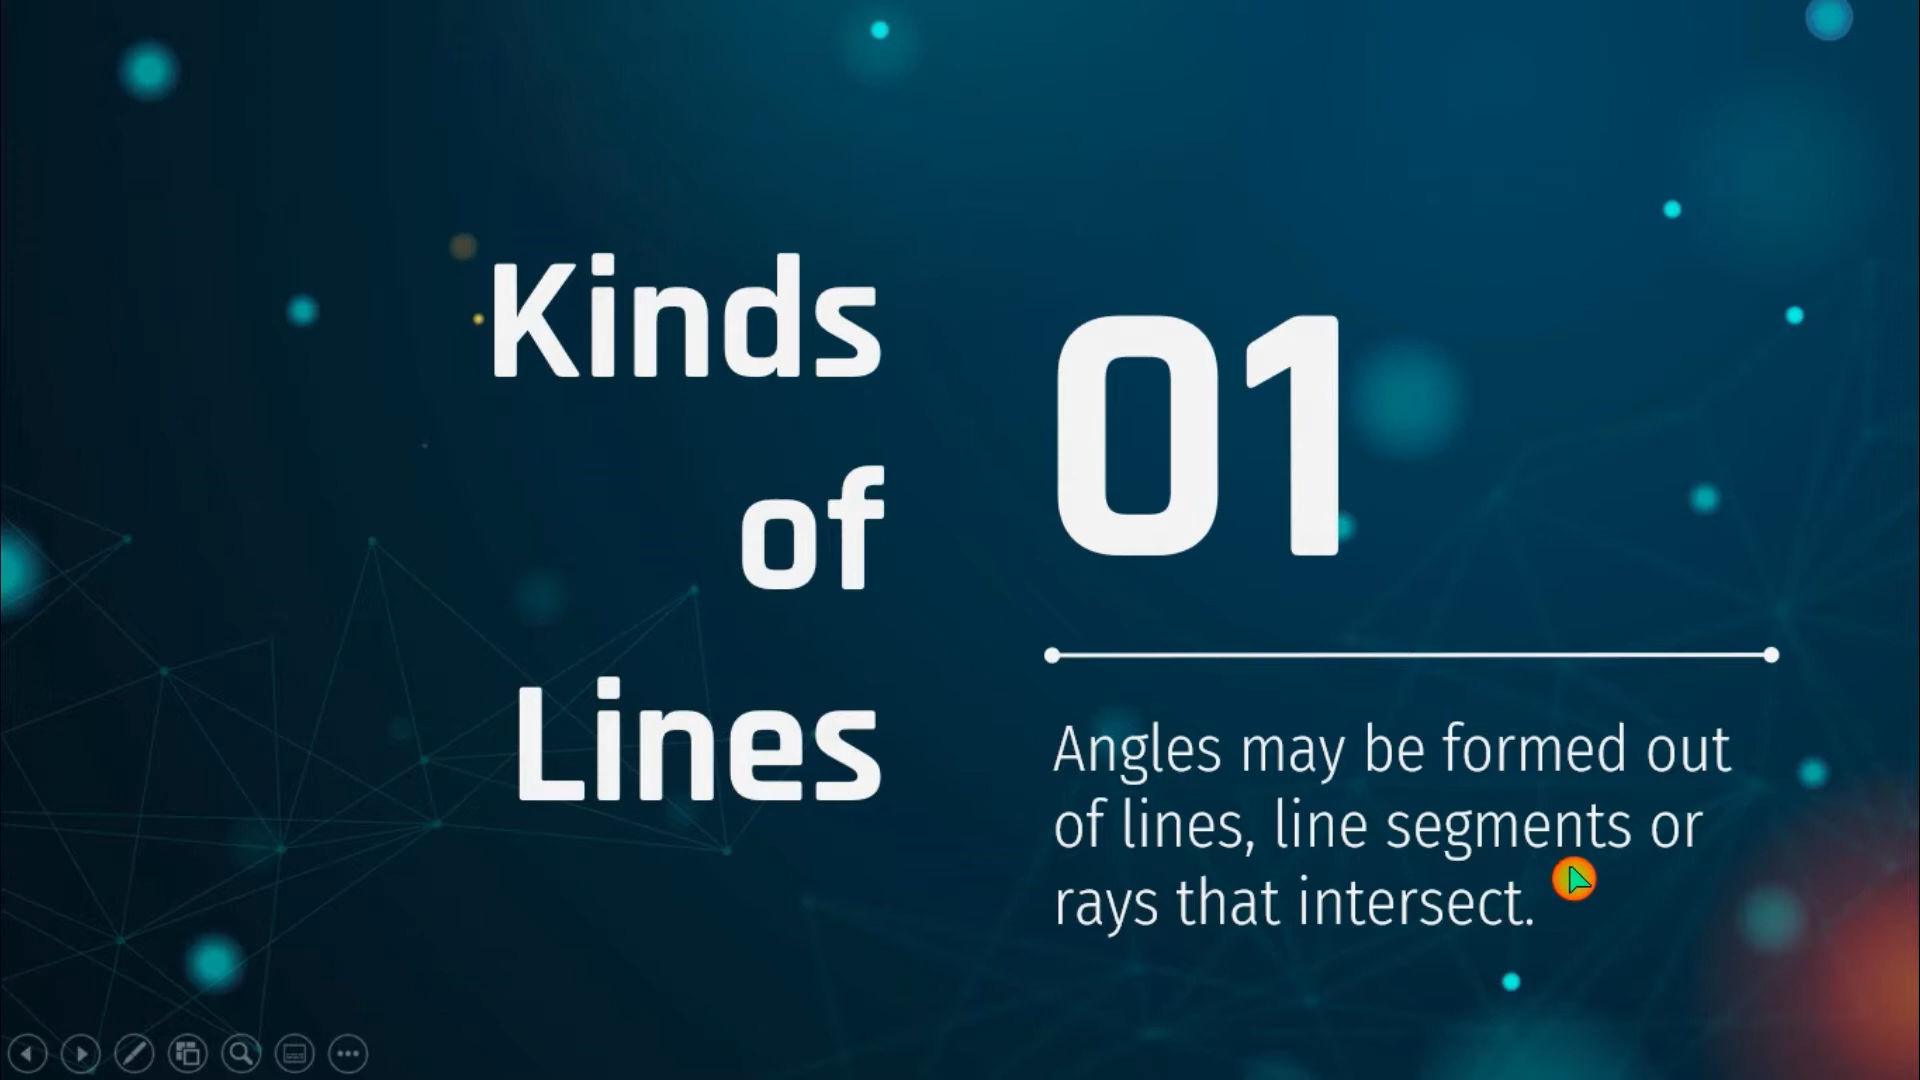 Kinds
of
Lines
01
Angles may be formed out
of lines, line segments or
rays that intersect.